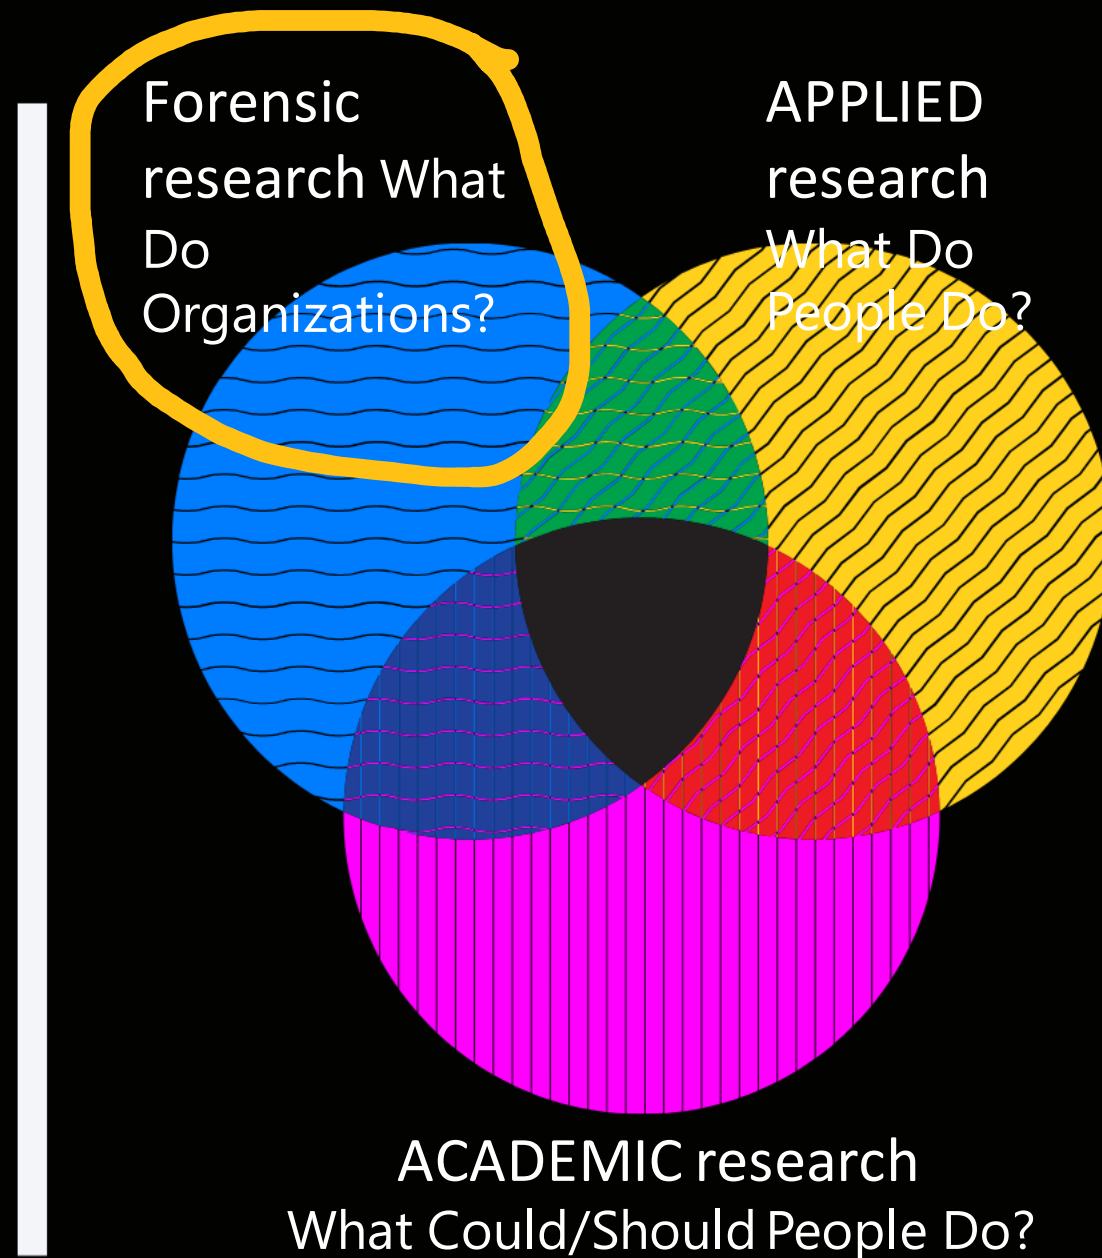 Forensic
research What
Do
Organizations?
APPLIED
research
What Do
People Do?
ACADEMIC research
What Could/Should People Do?